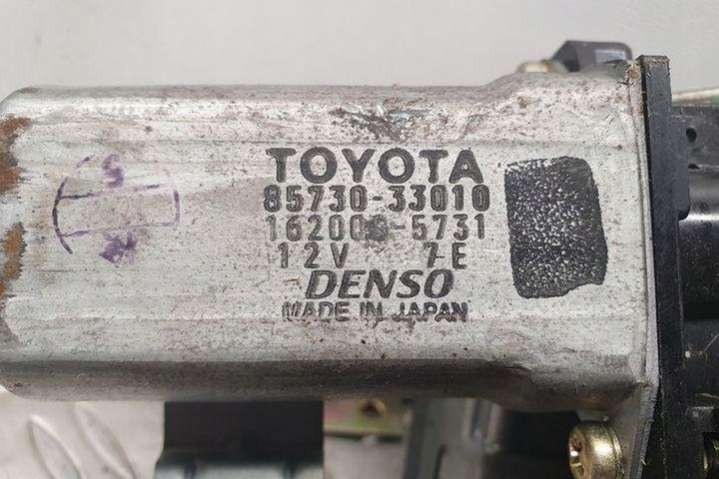 TOYOTA
85730-33010
162000-5731
12V 7E
DENSO
MADE IN JAPAN